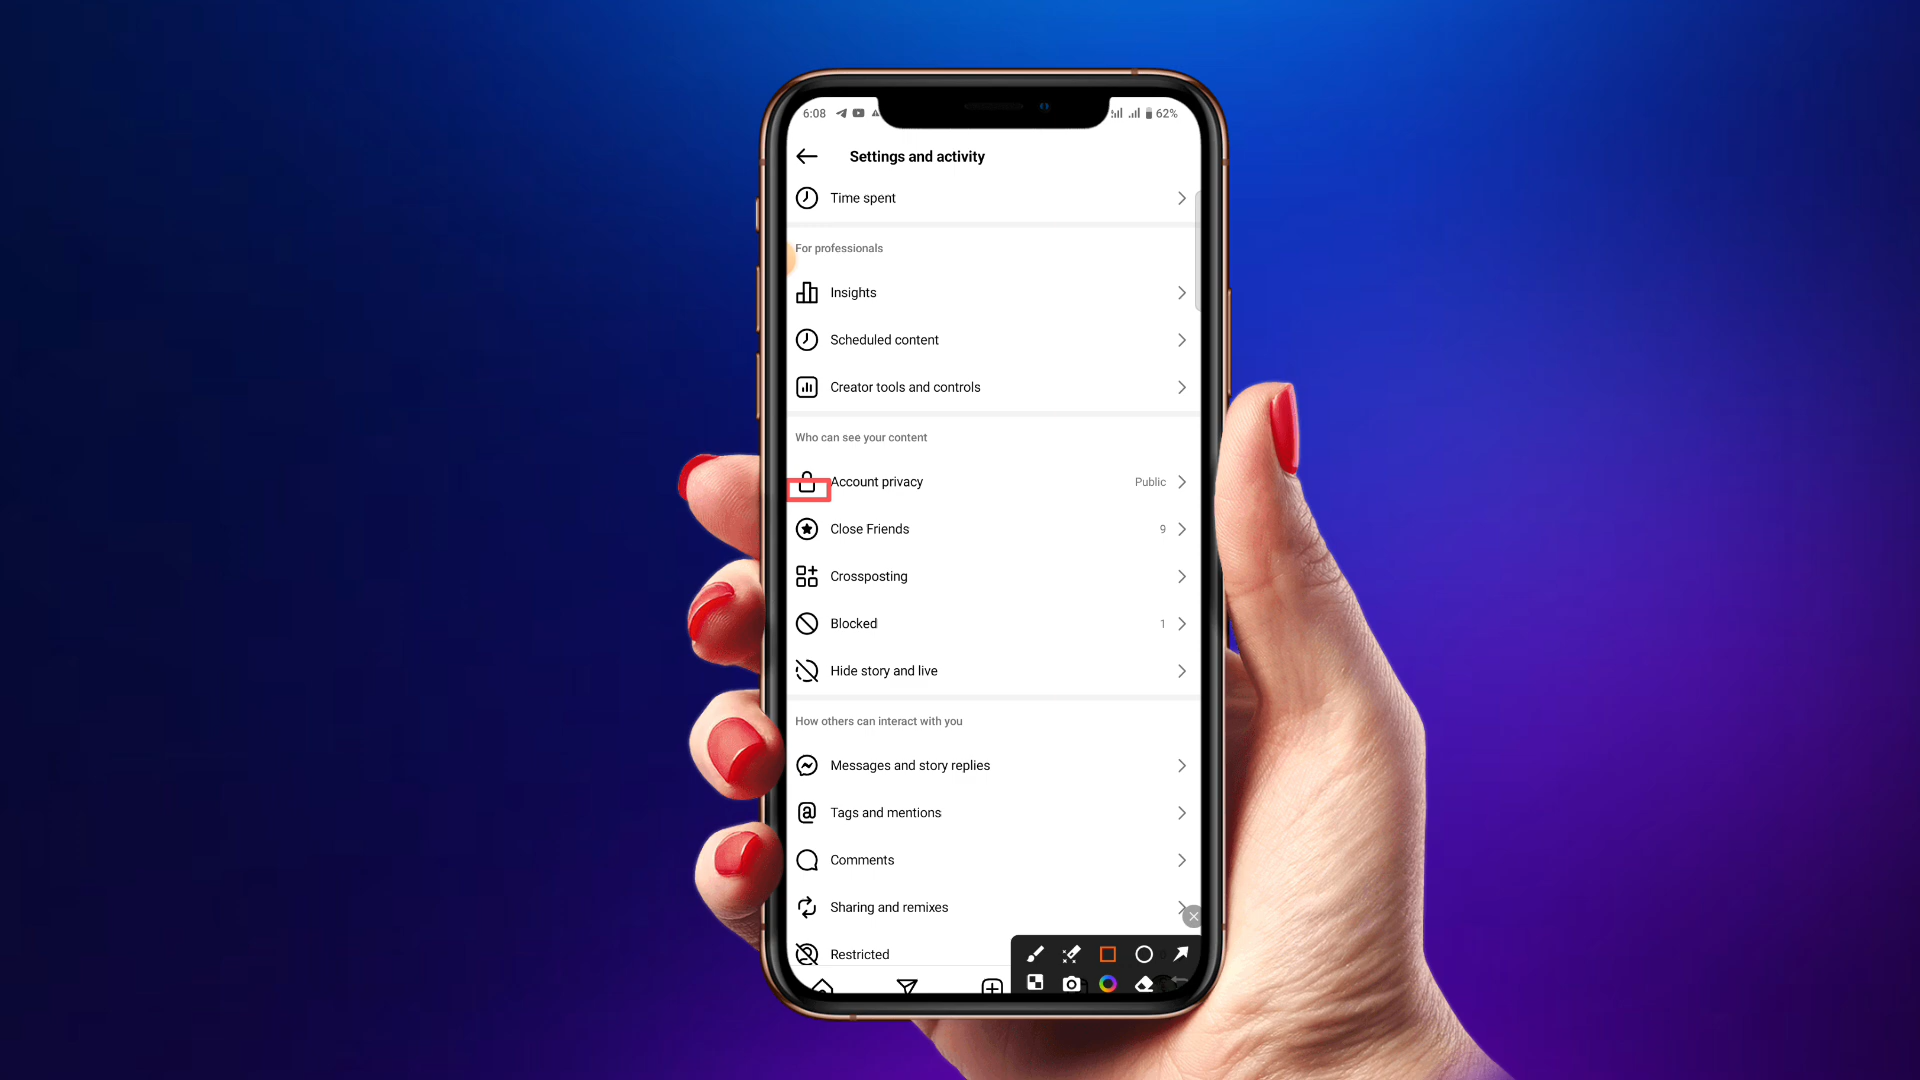 6:08 62%
Settings and activity
Time spent
For professionals
Insights
Scheduled content
Creator tools and controls
Who can see your content
Account privacy Public
Close Friends 9
Crossposting
Blocked 1
Hide story and live
How others can interact with you
Messages and story replies
Tags and mentions
Comments
Sharing and remixes
Restricted